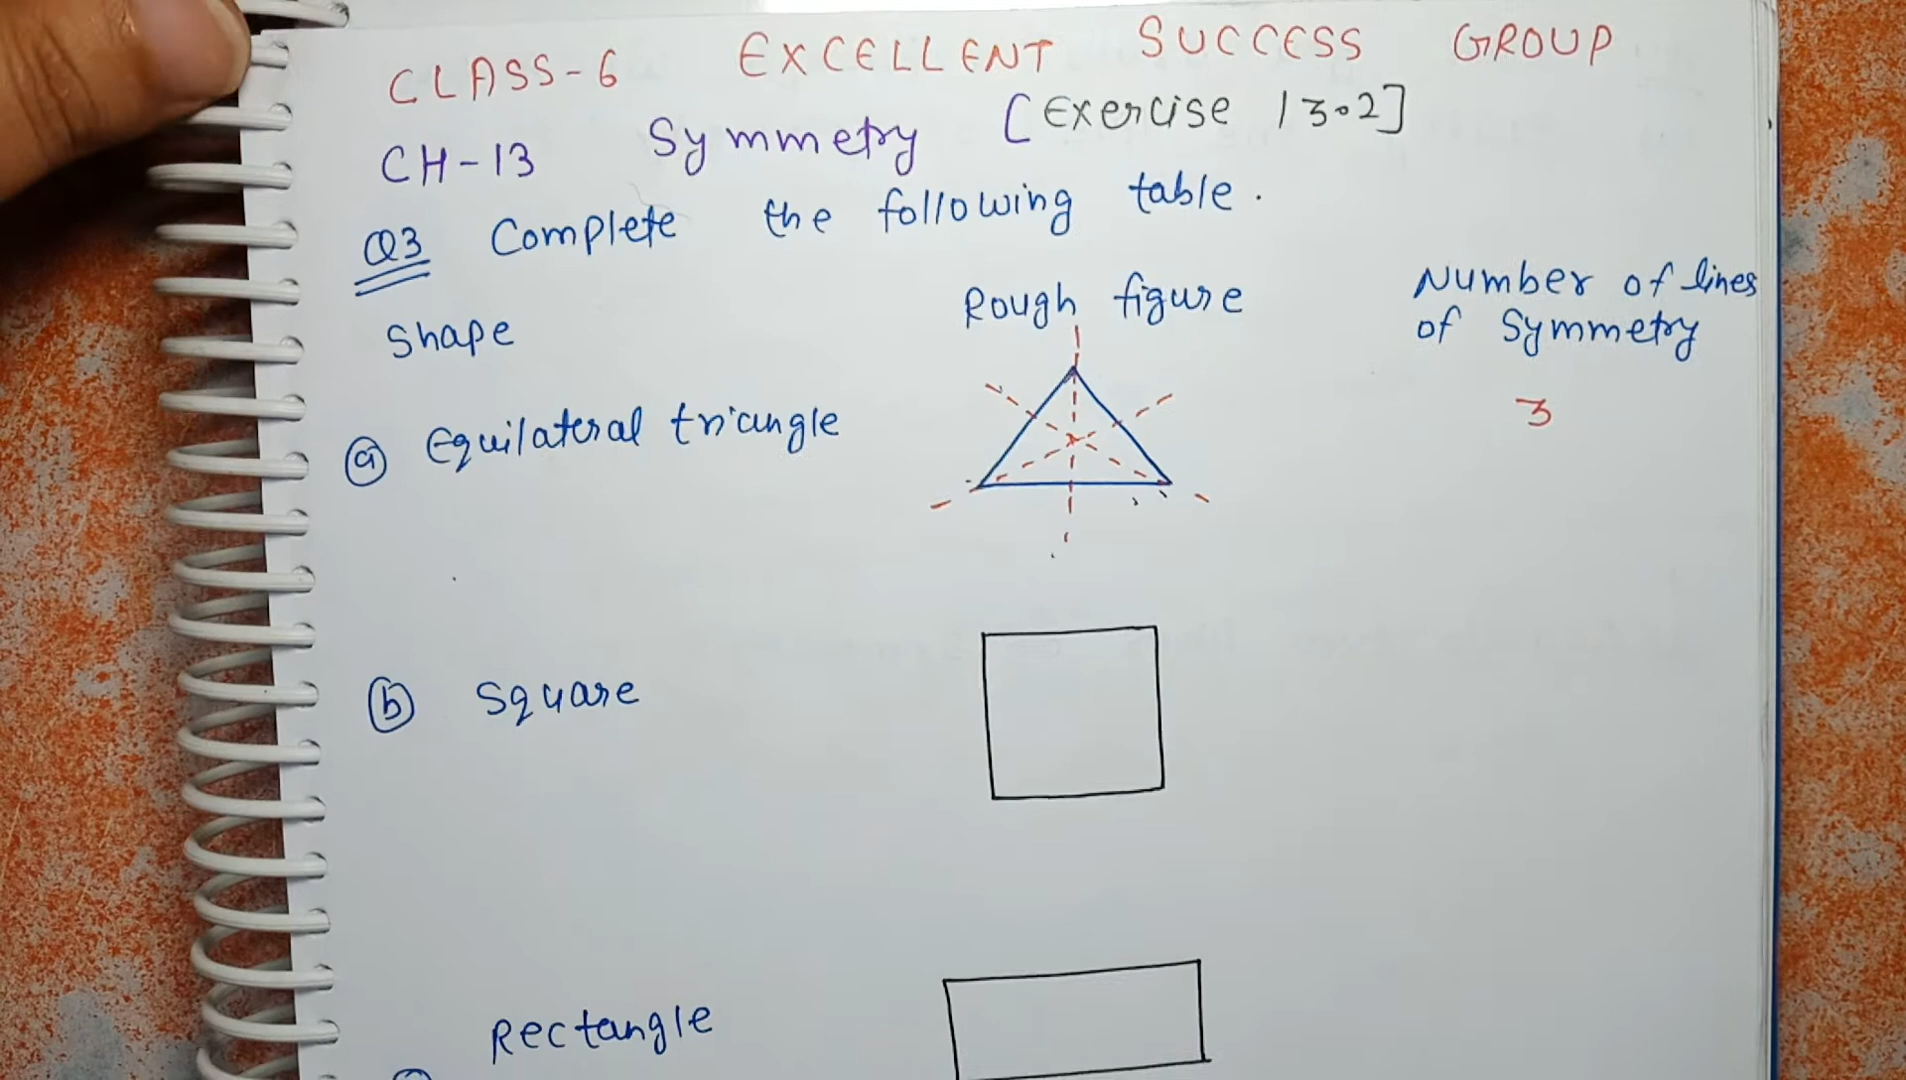 CLASS-6 EXCELLENT SUCCESS GROUP
CH-13 Symmetry [Exercise 13.2]
Q3 Complete the following table.
Shape Rough figure Number of lines of Symmetry
(a) Equilateral triangle 3
(b) Square
Rectangle